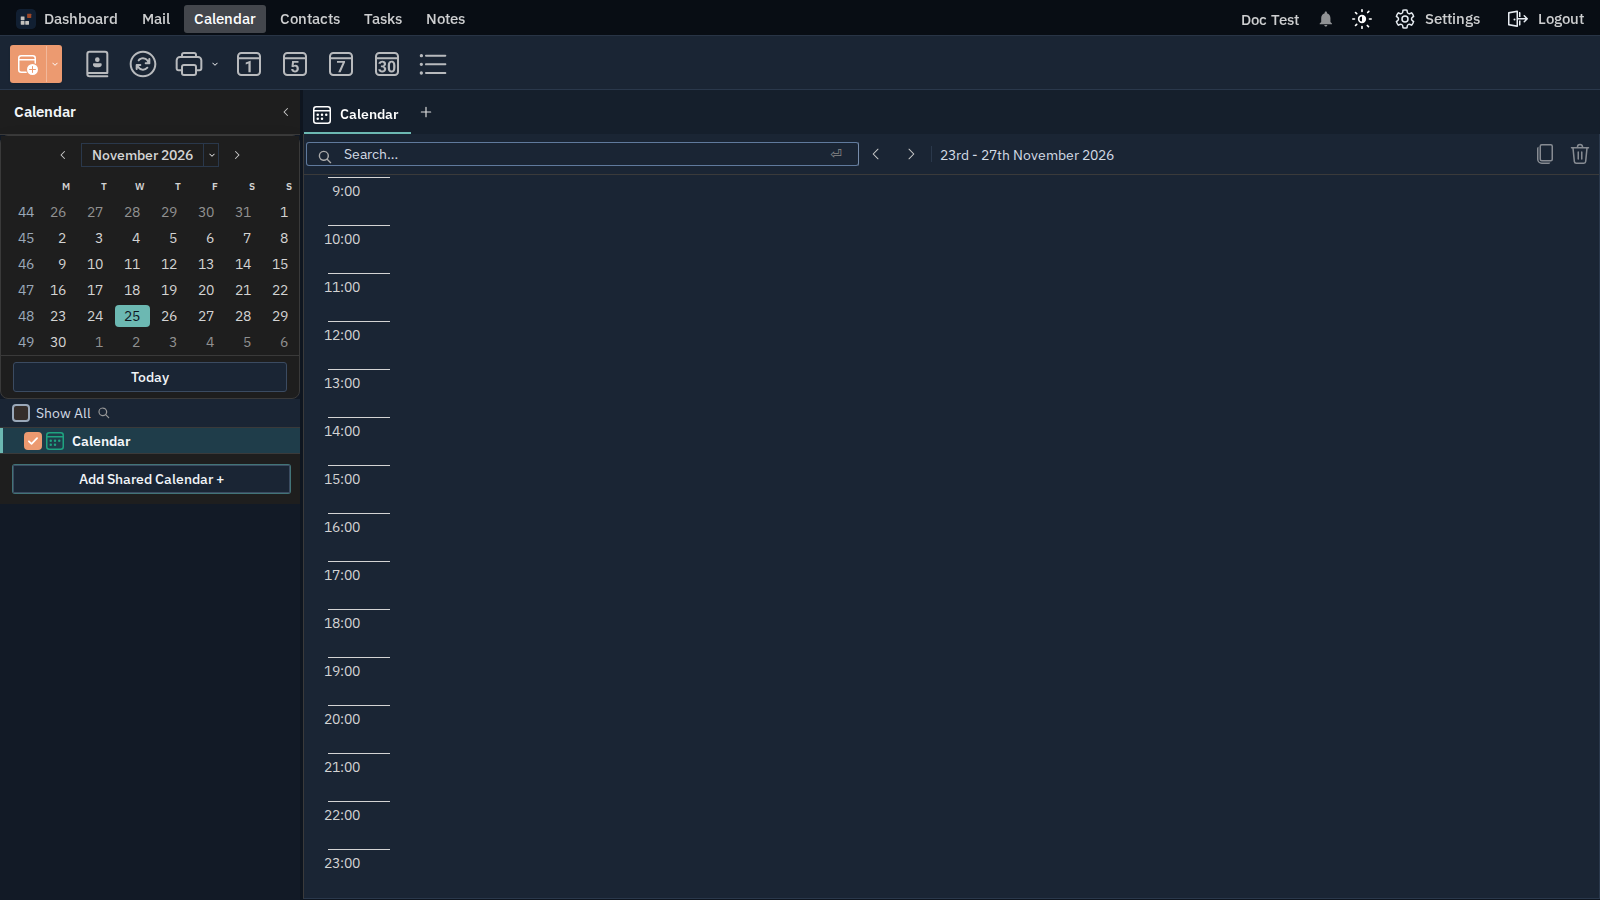 Dashboard Mail Calendar Contacts Tasks Notes Doc Test Settings Logout
1 5 7 30
Calendar
November 2026
M T W T F S S
44 26 27 28 29 30 31 1
45 2 3 4 5 6 7 8
46 9 10 11 12 13 14 15
47 16 17 18 19 20 21 22
48 23 24 25 26 27 28 29
49 30 1 2 3 4 5 6
Today
Show All
Calendar
Add Shared Calendar +
Calendar +
Search... 23rd - 27th November 2026
9:00
10:00
11:00
12:00
13:00
14:00
15:00
16:00
17:00
18:00
19:00
20:00
21:00
22:00
23:00